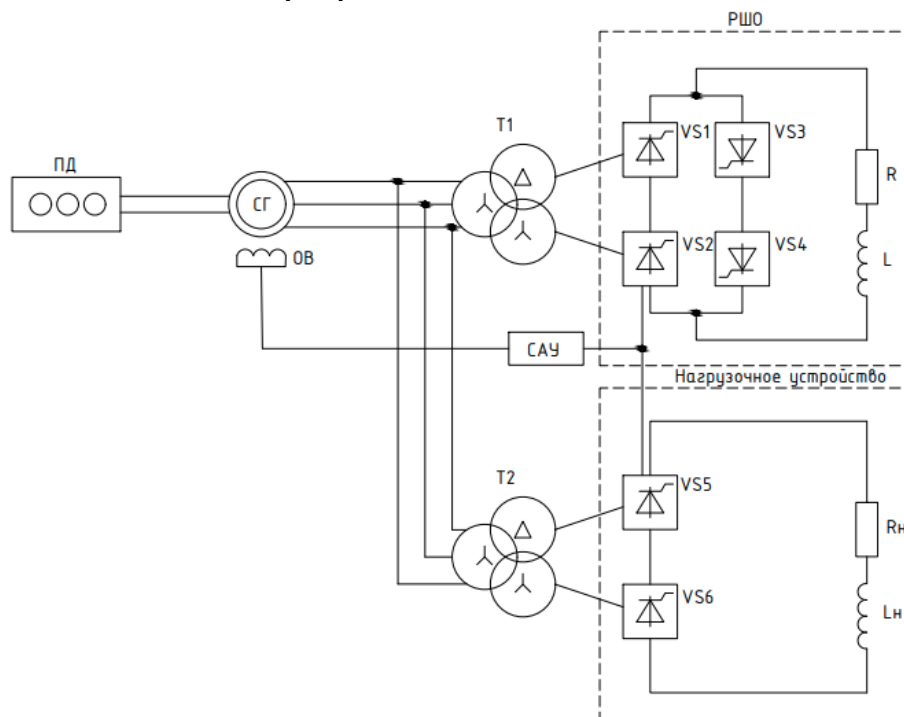 РШО
Т1
VS1
VS3
ПД
СГ
R
ОВ
VS2
VS4
L
САУ
Нагрузочное устройство
Т2
VS5
Rн
VS6
Lн